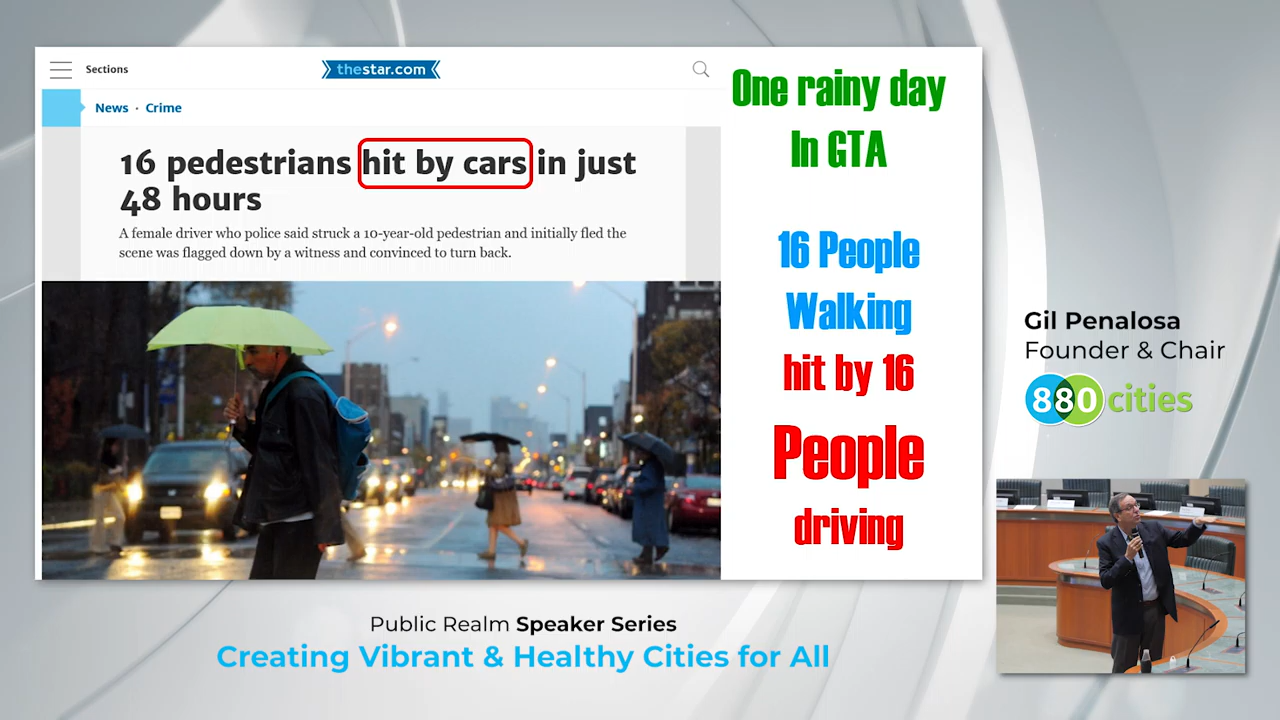 Sections
thestar.com
News · Crime
16 pedestrians hit by cars in just
48 hours
A female driver who police said struck a 10-year-old pedestrian and initially fled the
scene was flagged down by a witness and convinced to turn back.
One rainy day
In GTA
16 People
Walking
hit by 16
People
driving
Gil Penalosa
Founder & Chair
880 cities
Public Realm Speaker Series
Creating Vibrant & Healthy Cities for All